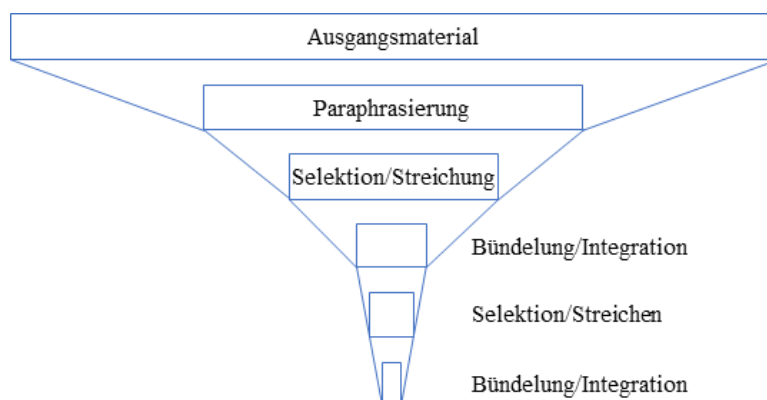 Ausgangsmaterial
Paraphrasierung
Selektion/Streichung
Bündelung/Integration
Selektion/Streichen
Bündelung/Integration